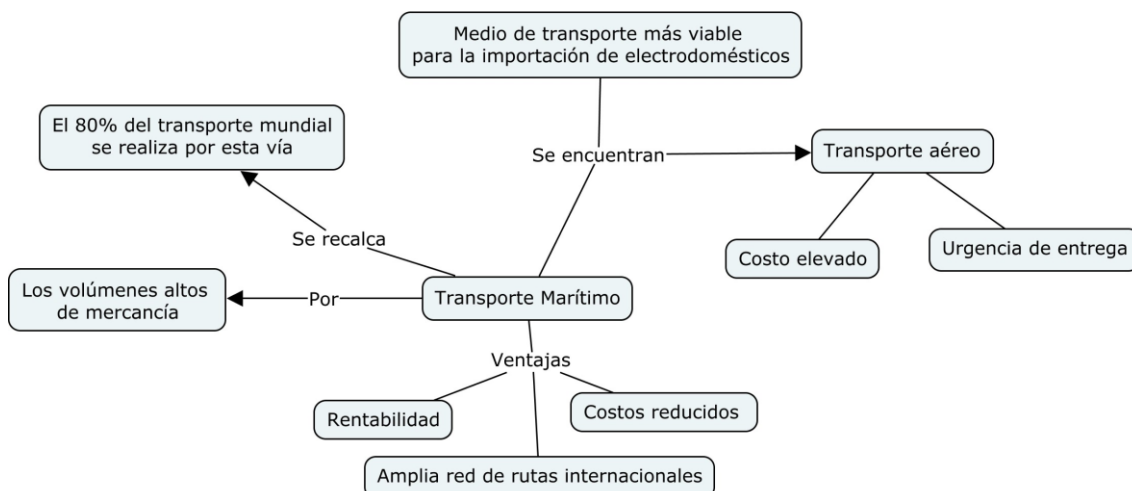 Medio de transporte más viable
para la importación de electrodomésticos
El 80% del transporte mundial
se realiza por esta vía
Se encuentran
Transporte aéreo
Se recalca
Costo elevado
Urgencia de entrega
Los volúmenes altos
de mercancía
Por
Transporte Marítimo
Ventajas
Rentabilidad
Costos reducidos
Amplia red de rutas internacionales